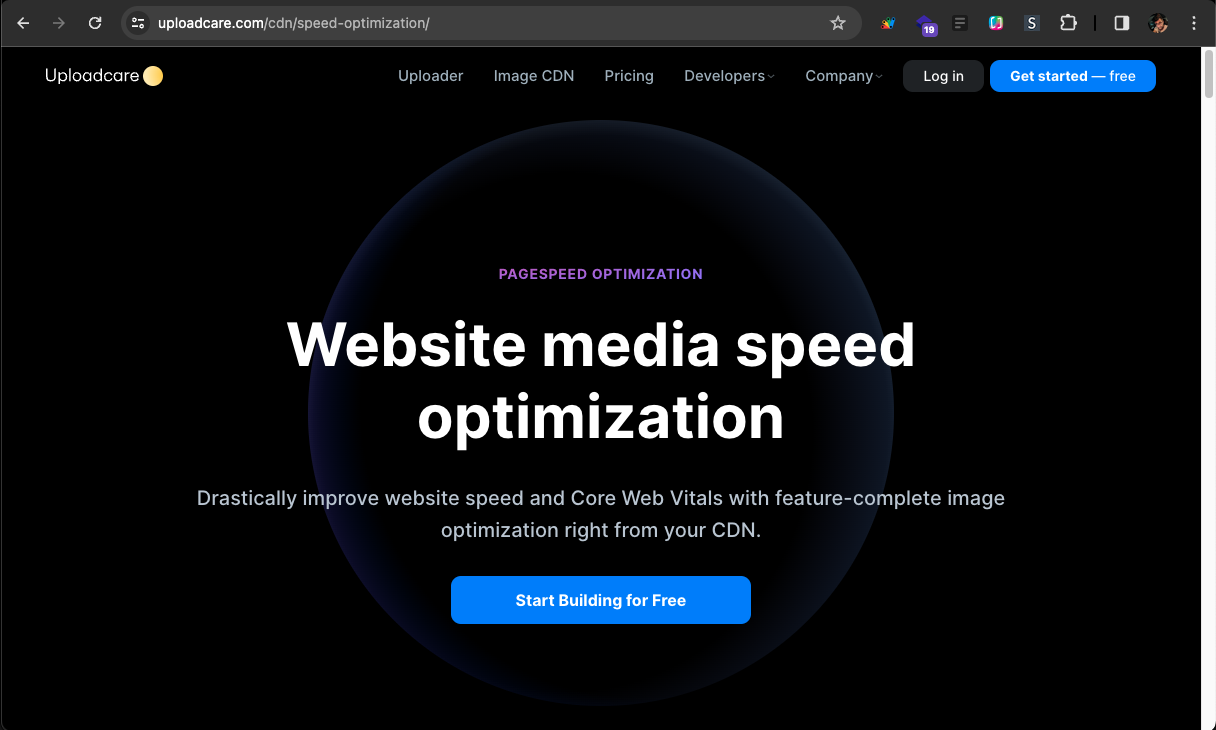 uploadcare.com/cdn/speed-optimization/
19
S
Uploadcare
Uploader
Image CDN
Pricing
Developers
Company
Log in
Get started — free
PAGESPEED OPTIMIZATION
Website media speed
optimization
Drastically improve website speed and Core Web Vitals with feature-complete image
optimization right from your CDN.
Start Building for Free